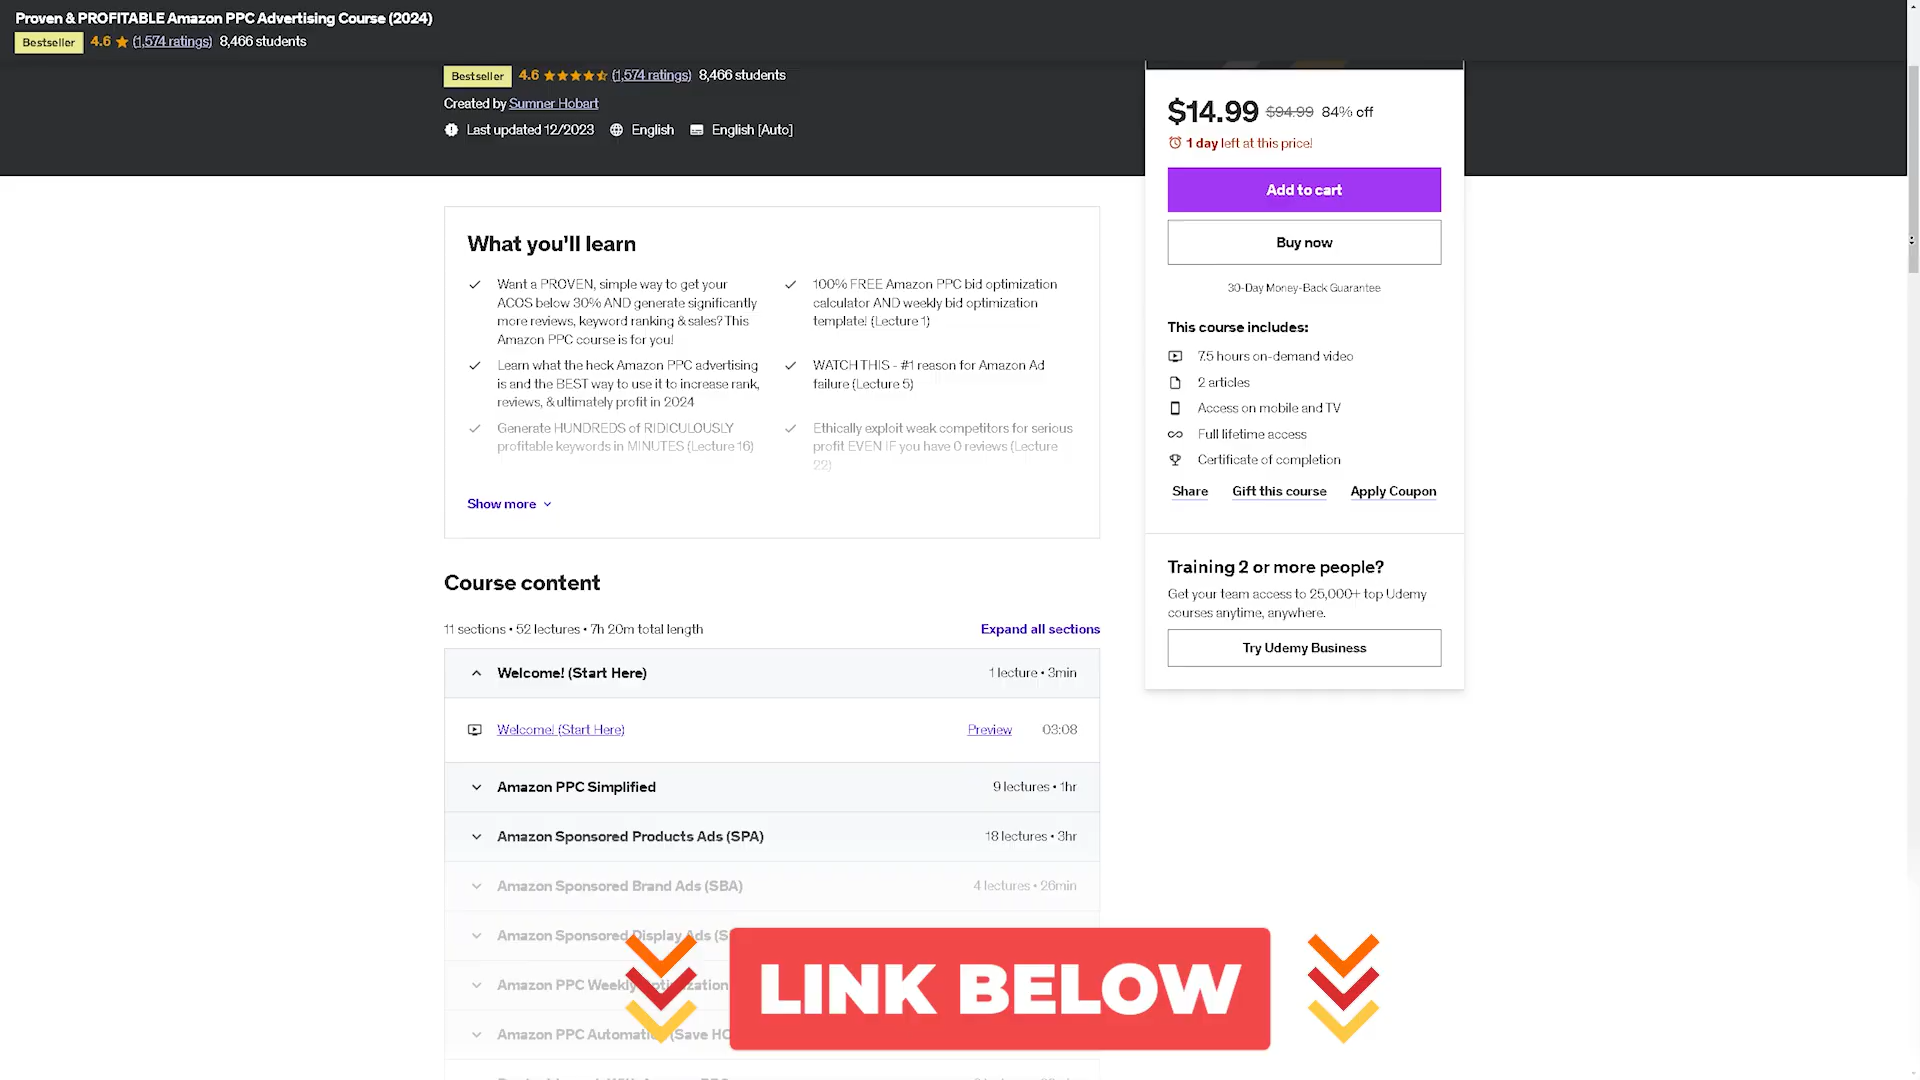 Proven & PROFITABLE Amazon PPC Advertising Course (2024)
Bestseller 4.6 (1,574 ratings) 8,466 students
Bestseller 4.6 (1,574 ratings) 8,466 students
Created by Sumner Hobart
Last updated 12/2023 English English [Auto]
$14.99 $94.99 84% off
1 day left at this price!
Add to cart
Buy now
30-Day Money-Back Guarantee
This course includes:
7.5 hours on-demand video
2 articles
Access on mobile and TV
Full lifetime access
Certificate of completion
Share Gift this course Apply Coupon
Training 2 or more people?
Get your team access to 25,000+ top Udemy
courses anytime, anywhere.
Try Udemy Business
What you'll learn
Want a PROVEN, simple way to get your
ACOS below 30% AND generate significantly
more reviews, keyword ranking & sales? This
Amazon PPC course is for you!
100% FREE Amazon PPC bid optimization
calculator AND weekly bid optimization
template! (Lecture 1)
Learn what the heck Amazon PPC advertising
is and the BEST way to use it to increase rank,
reviews, & ultimately profit in 2024
WATCH THIS - #1 reason for Amazon Ad
failure (Lecture 5)
Generate HUNDREDS of RIDICULOUSLY
profitable keywords in MINUTES (Lecture 16)
Ethically exploit weak competitors for serious
profit EVEN IF you have 0 reviews (Lecture
22)
Show more
Course content
11 sections • 52 lectures • 7h 20m total length Expand all sections
Welcome! (Start Here) 1 lecture • 3min
Welcome! (Start Here) Preview 03:08
Amazon PPC Simplified 9 lectures • 1hr
Amazon Sponsored Products Ads (SPA) 18 lectures • 3hr
Amazon Sponsored Brand Ads (SBA) 4 lectures • 26min
Amazon Sponsored Display Ads (S
Amazon PPC Weekly
Amazon PPC Automati (Save HO
LINK BELOW